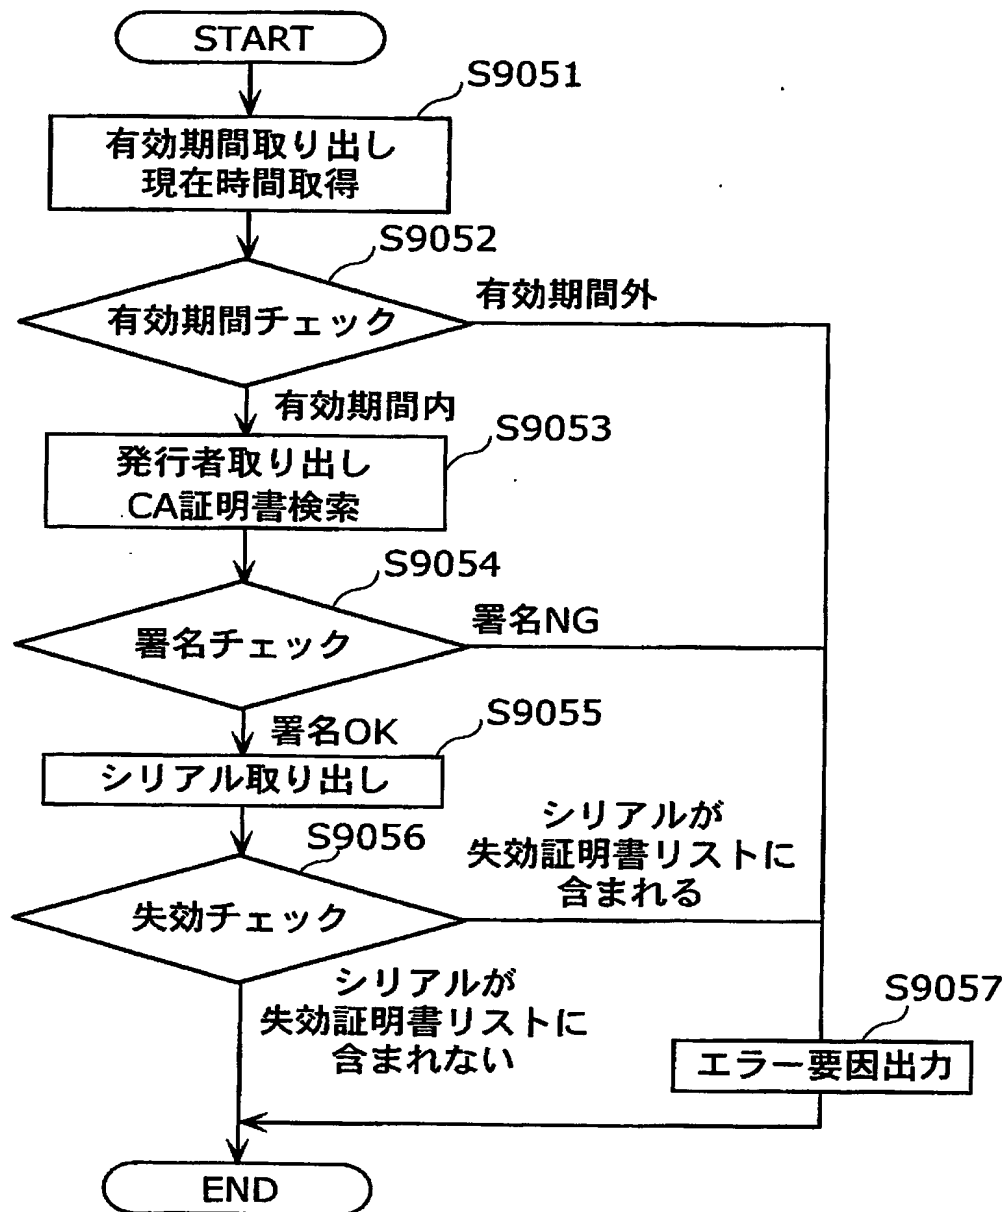 START
S9051
有効期間取り出し
現在時間取得
S9052
有効期間チェック
有効期間外
有効期間内
S9053
発行者取り出し
CA証明書検索
S9054
署名チェック
署名NG
署名OK
S9055
シリアル取り出し
S9056
失効チェック
シリアルが
失効証明書リストに
含まれる
シリアルが
失効証明書リストに
含まれない
S9057
エラー要因出力
END